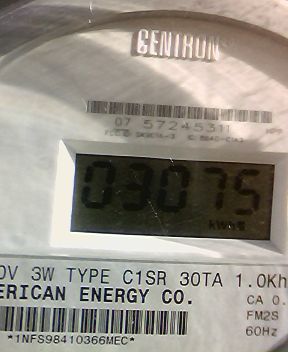 CENTRON
07 57245311
03075
0V 3W TYPE C1SR 30TA 1.0Kh
ERICAN ENERGY CO. CA 0.
FM2S
*1NFS98410366MEC* 60Hz